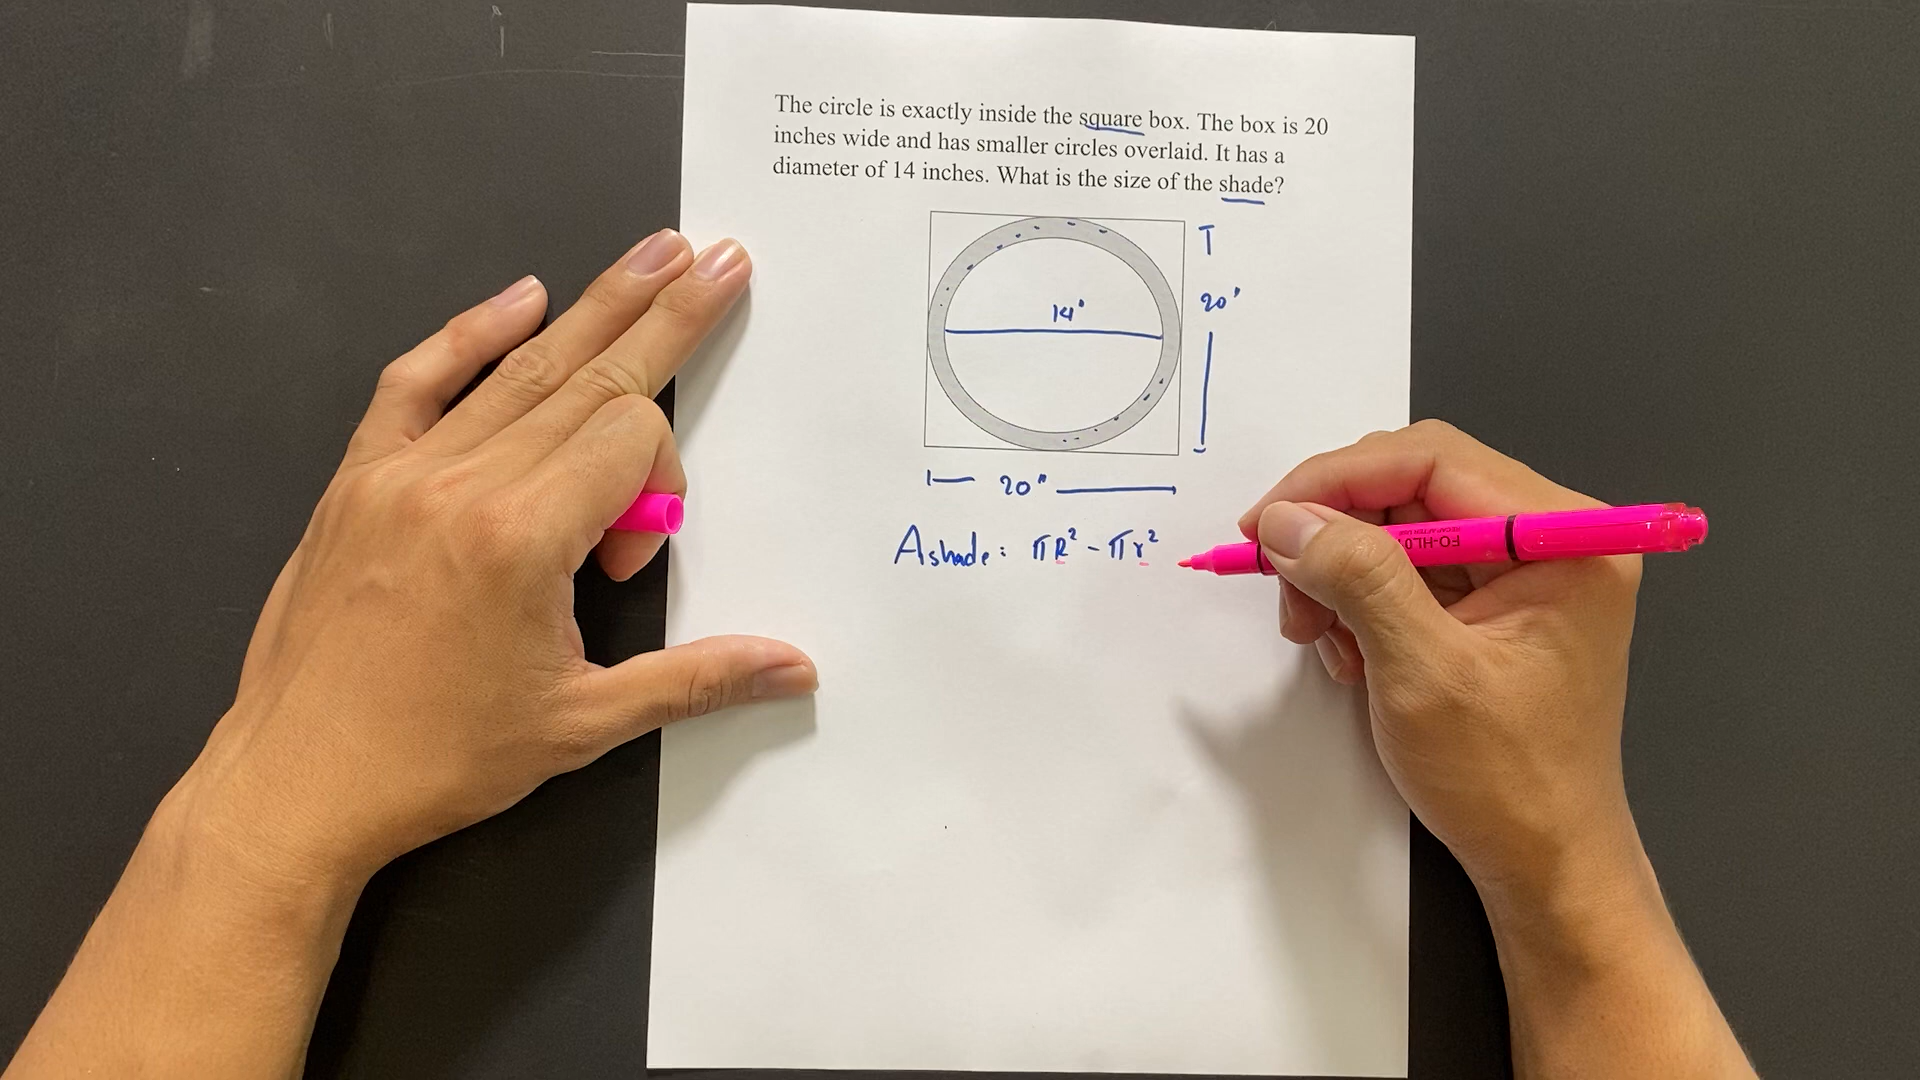 The circle is exactly inside the square box. The box is 20
inches wide and has smaller circles overlaid. It has a
diameter of 14 inches. What is the size of the shade?
14"
20'
20"
Ashade: πR² - πr²
FO-HL01